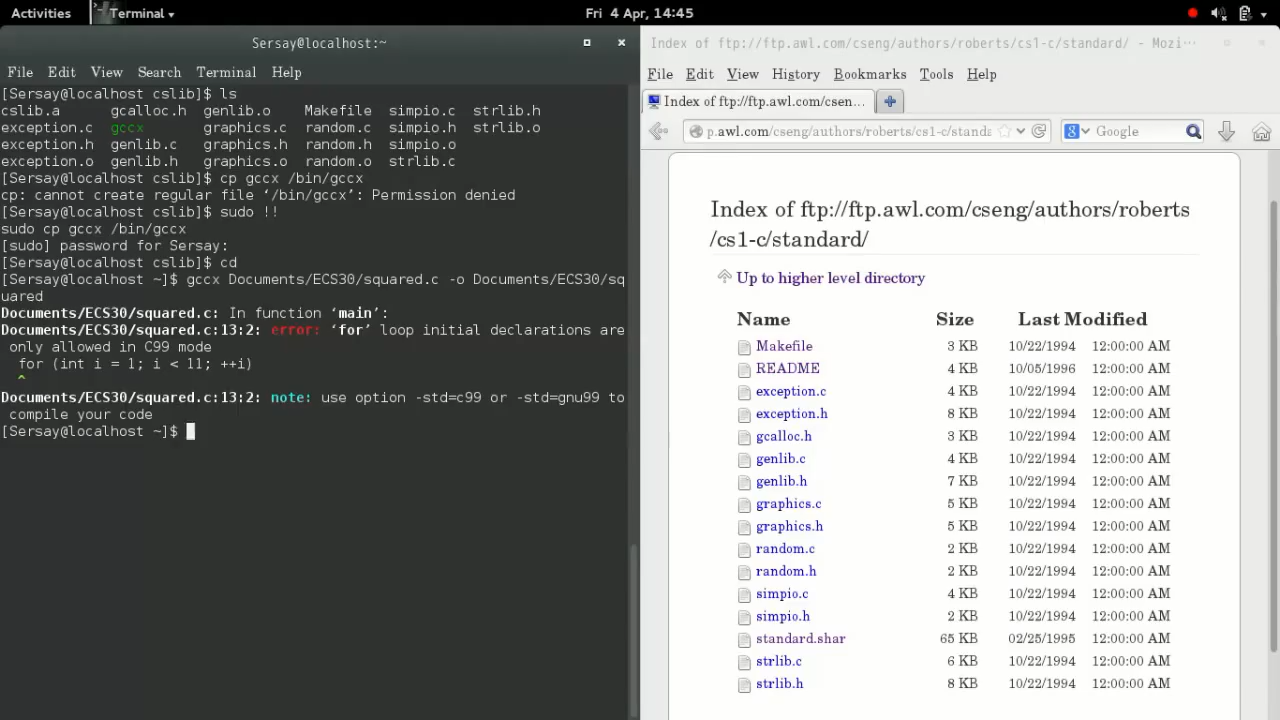 Activities Terminal Fri 4 Apr, 14:45
Sersay@localhost:~
File Edit View Search Terminal Help
[Sersay@localhost cslib]$ ls
cslib.a gcalloc.h genlib.o Makefile simpio.c strlib.h
exception.c gccx graphics.c random.c simpio.h strlib.o
exception.h genlib.c graphics.h random.h simpio.o
exception.o genlib.h graphics.o random.o strlib.c
[Sersay@localhost cslib]$ cp gccx /bin/gccx
cp: cannot create regular file ‘/bin/gccx’: Permission denied
[Sersay@localhost cslib]$ sudo !!
sudo cp gccx /bin/gccx
[sudo] password for Sersay:
[Sersay@localhost cslib]$ cd
[Sersay@localhost ~]$ gccx Documents/ECS30/squared.c -o Documents/ECS30/sq
uared
Documents/ECS30/squared.c: In function ‘main’:
Documents/ECS30/squared.c:13:2: error: ‘for’ loop initial declarations are
only allowed in C99 mode
for (int i = 1; i < 11; ++i)
^
Documents/ECS30/squared.c:13:2: note: use option -std=c99 or -std=gnu99 to
compile your code
[Sersay@localhost ~]$
Index of ftp://ftp.awl.com/cseng/authors/roberts/cs1-c/standard/ - Mozi···
File Edit View History Bookmarks Tools Help
Index of ftp://ftp.awl.com/csen...
p.awl.com/cseng/authors/roberts/cs1-c/standa Google
Index of ftp://ftp.awl.com/cseng/authors/roberts
/cs1-c/standard/
Up to higher level directory
Name Size Last Modified
Makefile 3 KB 10/22/1994 12:00:00 AM
README 4 KB 10/05/1996 12:00:00 AM
exception.c 4 KB 10/22/1994 12:00:00 AM
exception.h 8 KB 10/22/1994 12:00:00 AM
gcalloc.h 3 KB 10/22/1994 12:00:00 AM
genlib.c 4 KB 10/22/1994 12:00:00 AM
genlib.h 7 KB 10/22/1994 12:00:00 AM
graphics.c 5 KB 10/22/1994 12:00:00 AM
graphics.h 5 KB 10/22/1994 12:00:00 AM
random.c 2 KB 10/22/1994 12:00:00 AM
random.h 2 KB 10/22/1994 12:00:00 AM
simpio.c 4 KB 10/22/1994 12:00:00 AM
simpio.h 2 KB 10/22/1994 12:00:00 AM
standard.shar 65 KB 02/25/1995 12:00:00 AM
strlib.c 6 KB 10/22/1994 12:00:00 AM
strlib.h 8 KB 10/22/1994 12:00:00 AM